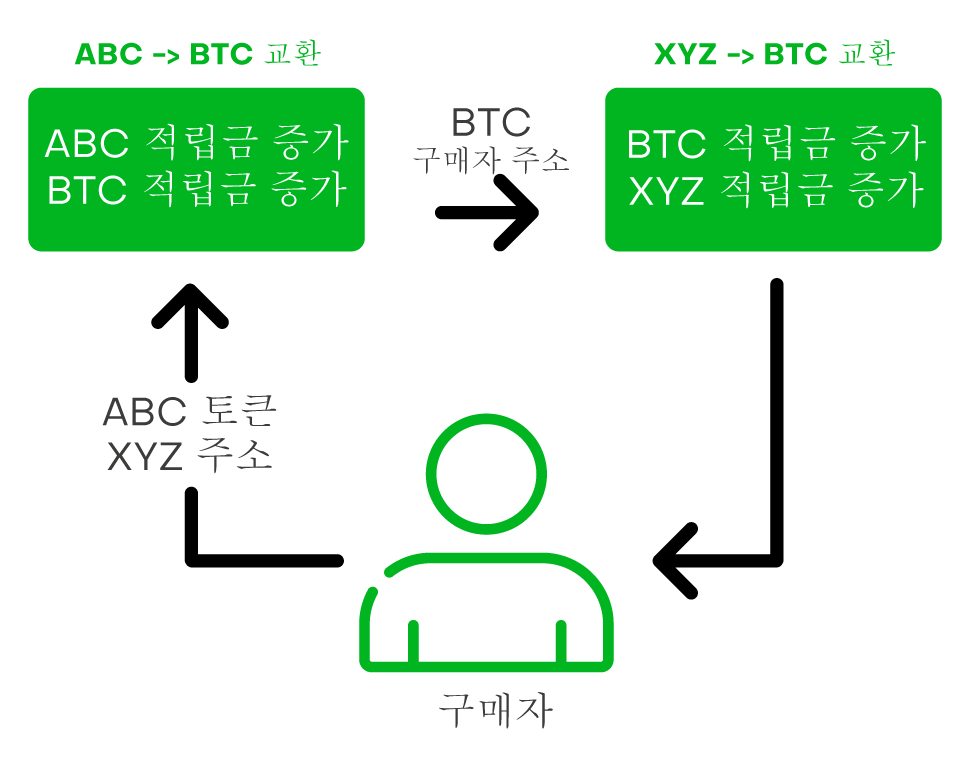 ABC -> BTC 교환
XYZ -> BTC 교환
ABC 적립금 증가
BTC 적립금 증가
BTC
구매자 주소
BTC 적립금 증가
XYZ 적립금 증가
ABC 토큰
XYZ 주소
구매자